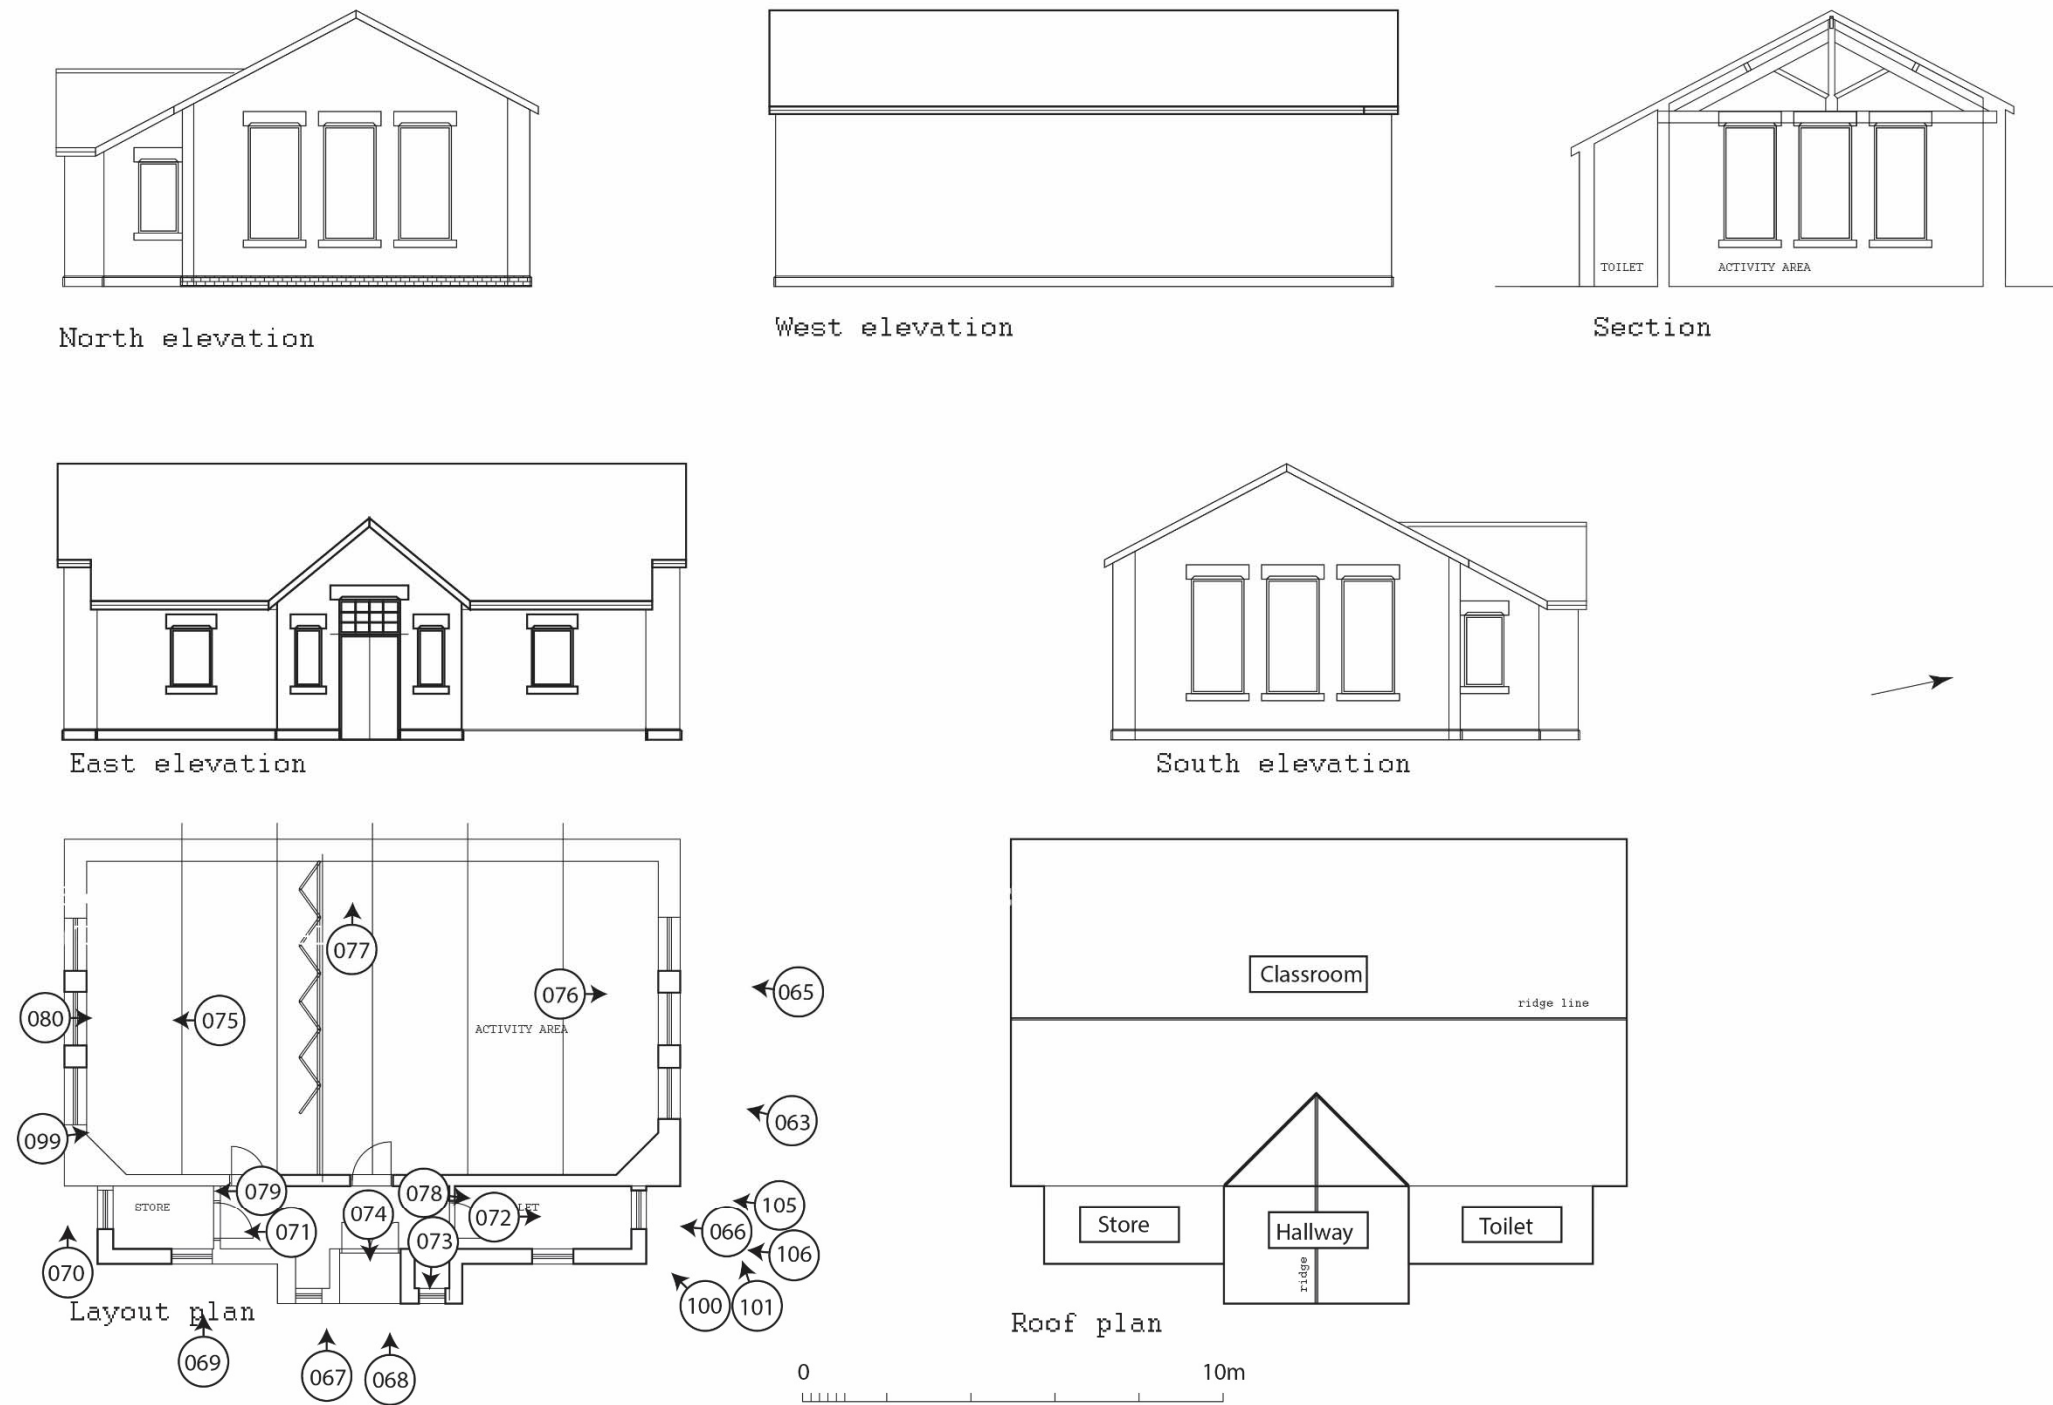 TOILET
ACTIVITY AREA
North elevation
West elevation
Section
East elevation
South elevation
077
076
065
080
075
ACTIVITY AREA
099
063
079
078
STORE
074
072
LET
071
073
105
066
106
070
100
101
Layout plan
069
067
068
Classroom
ridge line
Store
Hallway
Toilet
ridge
Roof plan
0
10m